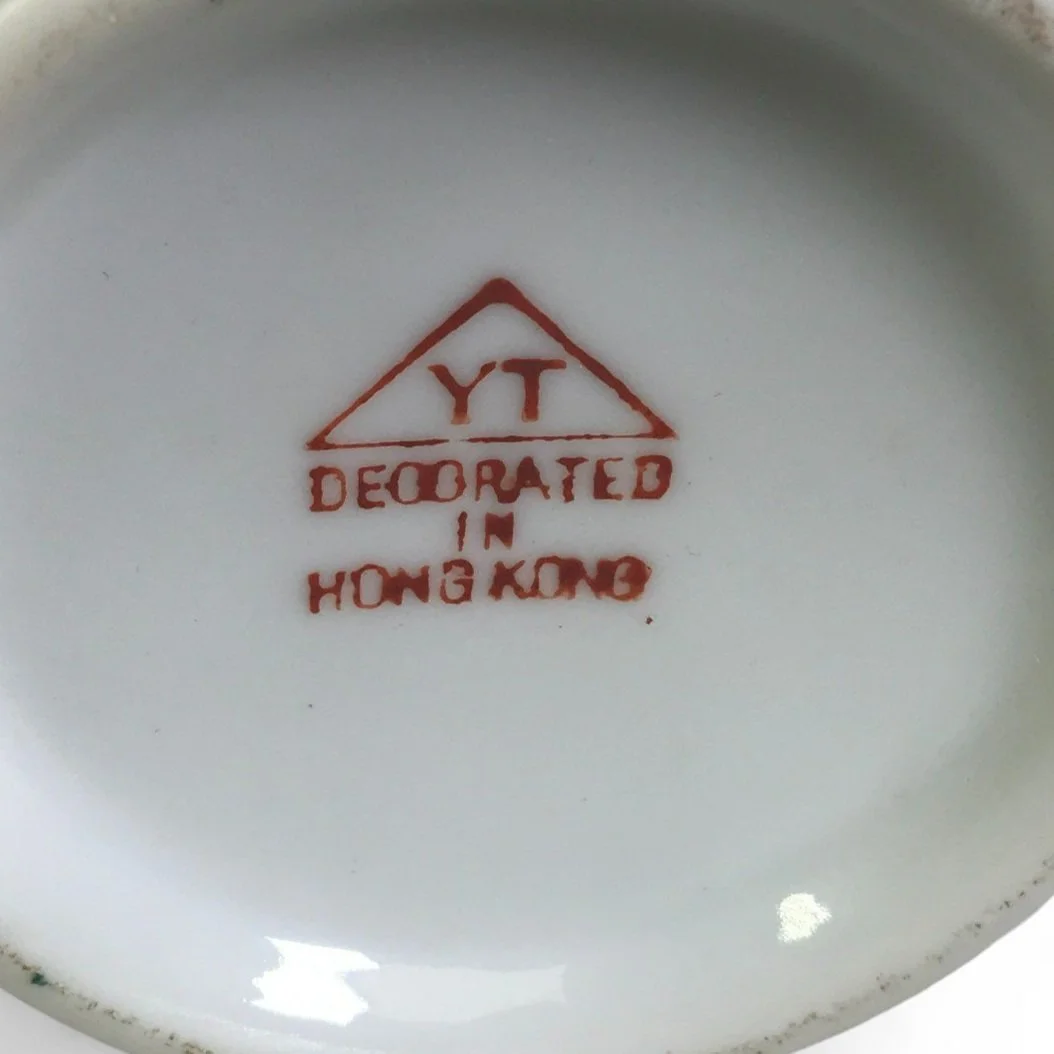 YT
DECORATED
IN
HONG KONG